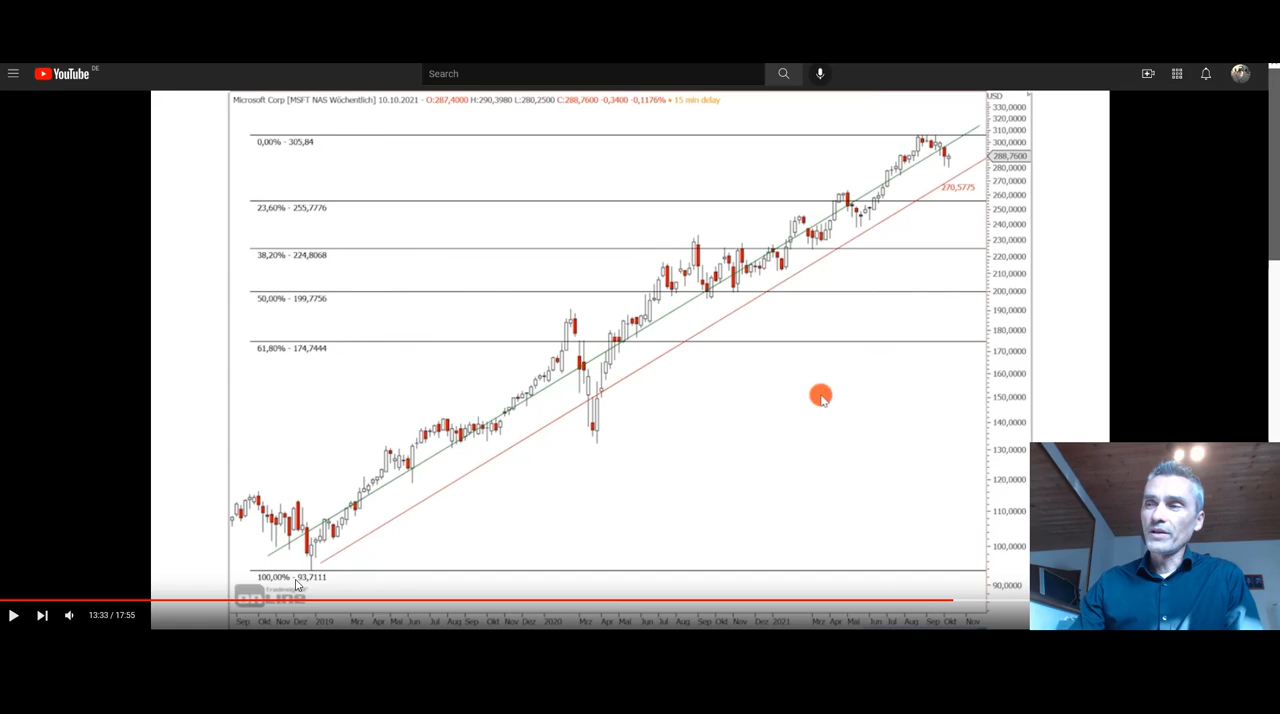 YouTube DE
Search
Microsoft Corp [MSFT NAS Wöchentlich] 10.10.2021 - O:287,4000 H:290,3980 L:280,2500 C:288,7600 -0,3400 -0,1176% • 15 min delay
USD
330,0000
320,0000
310,0000
0,00% - 305,84
300,0000
288,7600
280,0000
270,5775
270,0000
260,0000
23,60% - 255,7776
250,0000
240,0000
230,0000
38,20% - 224,8068
220,0000
210,0000
50,00% - 199,7756
200,0000
190,0000
180,0000
61,80% - 174,7444
170,0000
160,0000
150,0000
140,0000
130,0000
120,0000
110,0000
100,0000
100,00% - 93,7111
90,0000
ONLINE
13:33 / 17:55
Sep Okt Nov Dez 2019 Mrz Apr Mai Jun Jul Aug Sep Okt Nov Dez 2020 Mrz Apr Mai Jun Jul Aug Sep Okt Nov Dez 2021 Mrz Apr Mai Jun Jul Aug Sep Okt Nov